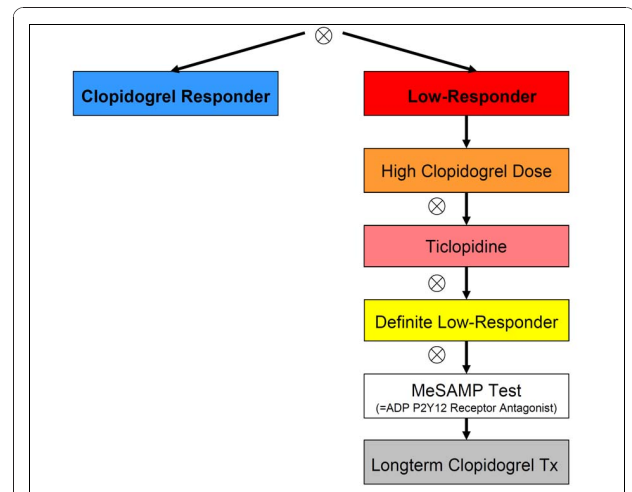 Clopidogrel Responder
Low-Responder
High Clopidogrel Dose
Ticlopidine
Definite Low-Responder
MeSAMP Test
(=ADP P2Y12 Receptor Antagonist)
Longterm Clopidogrel Tx